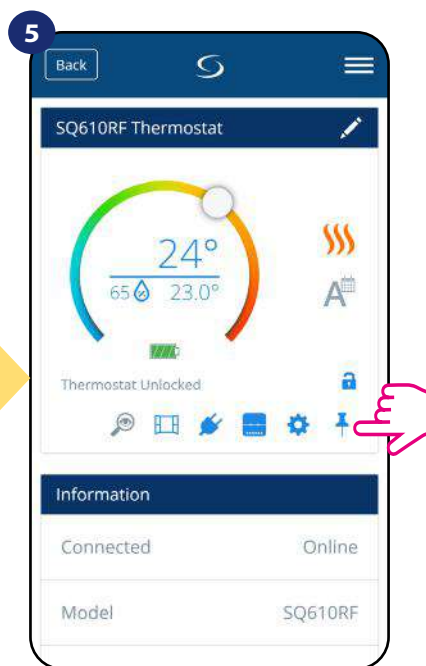 5
Back
SQ610RF Thermostat
24°
65 % 23.0°
A
Thermostat Unlocked
Information
Connected Online
Model SQ610RF